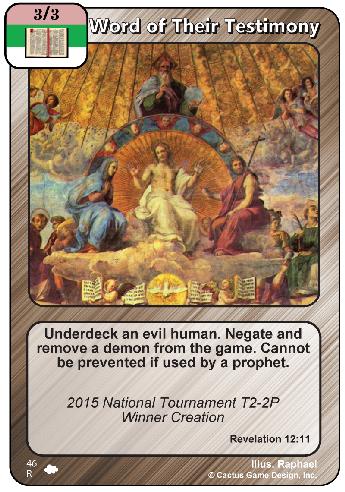 3/3
Word of Their Testimony
Underdeck an evil human. Negate and
remove a demon from the game. Cannot
be prevented if used by a prophet.
2015 National Tournament T2-2P
Winner Creation
Revelation 12:11
46
R
Illus. Raphael
© Cactus Game Design, Inc.